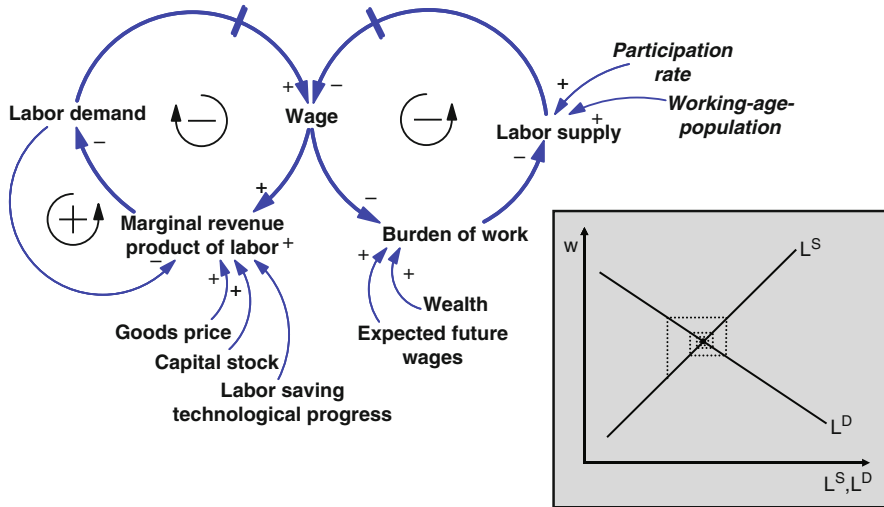 Participation
rate
Working-age-
population
Labor demand
Wage
Labor supply
+
−
+
+
−
−
−
−
+
−
−
+
Marginal revenue
product of labor
+
−
Burden of work
+
+
+
+
−
Goods price
Capital stock
Labor saving
technological progress
Wealth
Expected future
wages
w
L^S
L^D
L^S,L^D